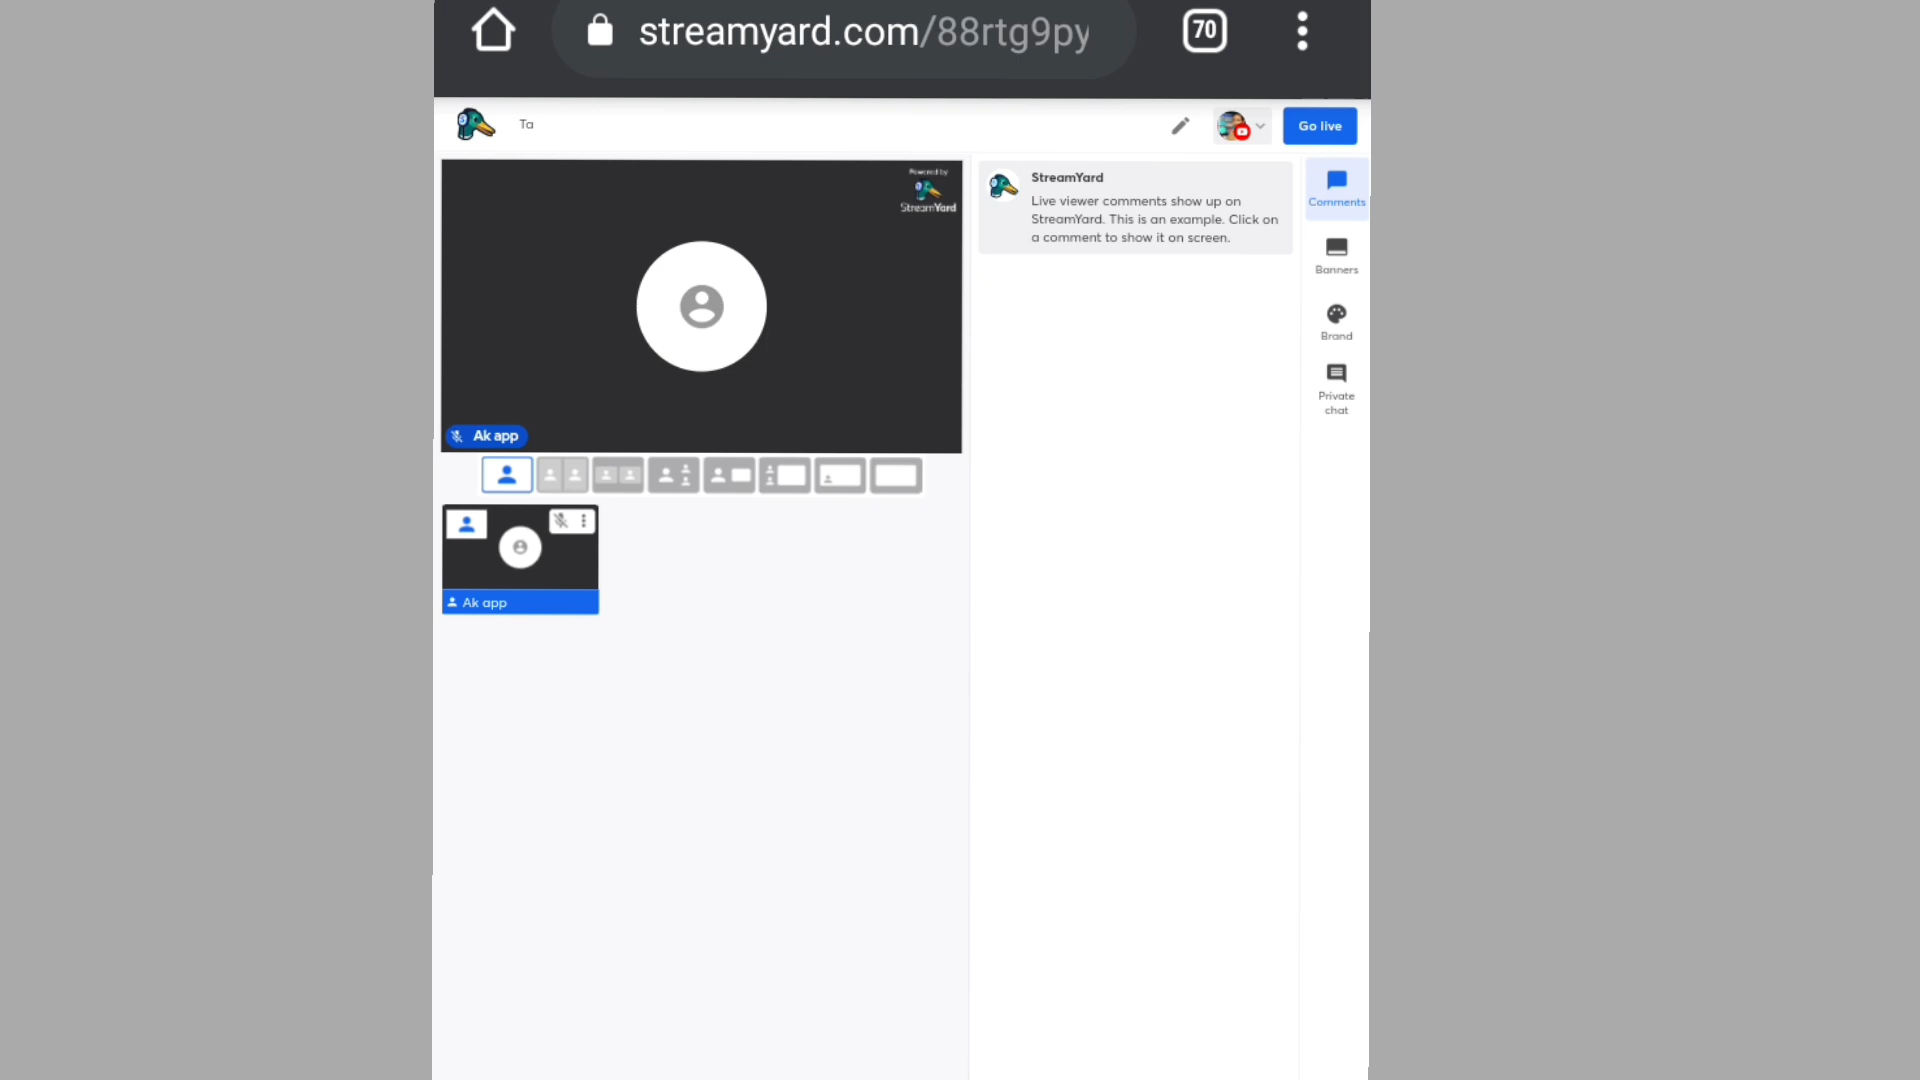 streamyard.com/88rtg9py
70
Ta
Go live
Powered by
StreamYard
StreamYard
Live viewer comments show up on
StreamYard. This is an example. Click on
a comment to show it on screen.
Comments
Banners
Brand
Private
chat
Ak app
Ak app